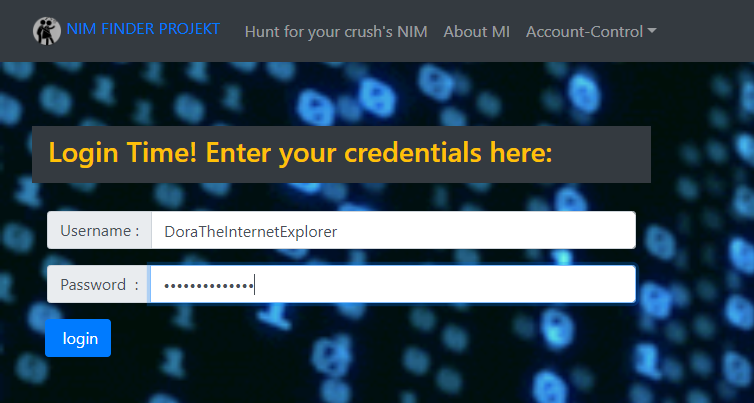 NIM FINDER PROJEKT Hunt for your crush's NIM About MI Account-Control
Login Time! Enter your credentials here:
Username : DoraTheInternetExplorer
Password : ••••••••••••••
login